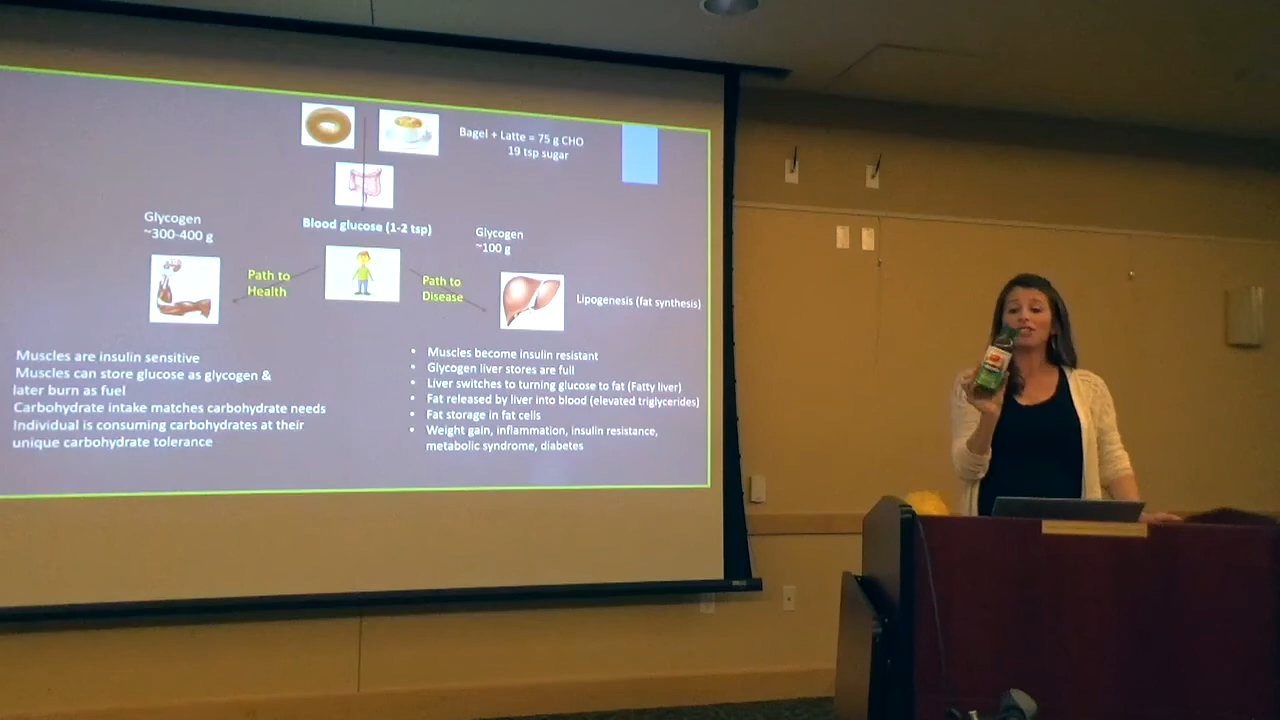 Bagel + Latte = 75 g CHO
19 tsp sugar
Glycogen
~300-400 g
Blood glucose (1-2 tsp)
Glycogen
~100 g
Path to
Health
Path to
Disease
Lipogenesis (fat synthesis)
Muscles are insulin sensitive
Muscles can store glucose as glycogen &
later burn as fuel
Carbohydrate intake matches carbohydrate needs
Individual is consuming carbohydrates at their
unique carbohydrate tolerance
• Muscles become insulin resistant
• Glycogen liver stores are full
• Liver switches to turning glucose to fat (Fatty liver)
• Fat released by liver into blood (elevated triglycerides)
• Fat storage in fat cells
• Weight gain, inflammation, insulin resistance,
metabolic syndrome, diabetes